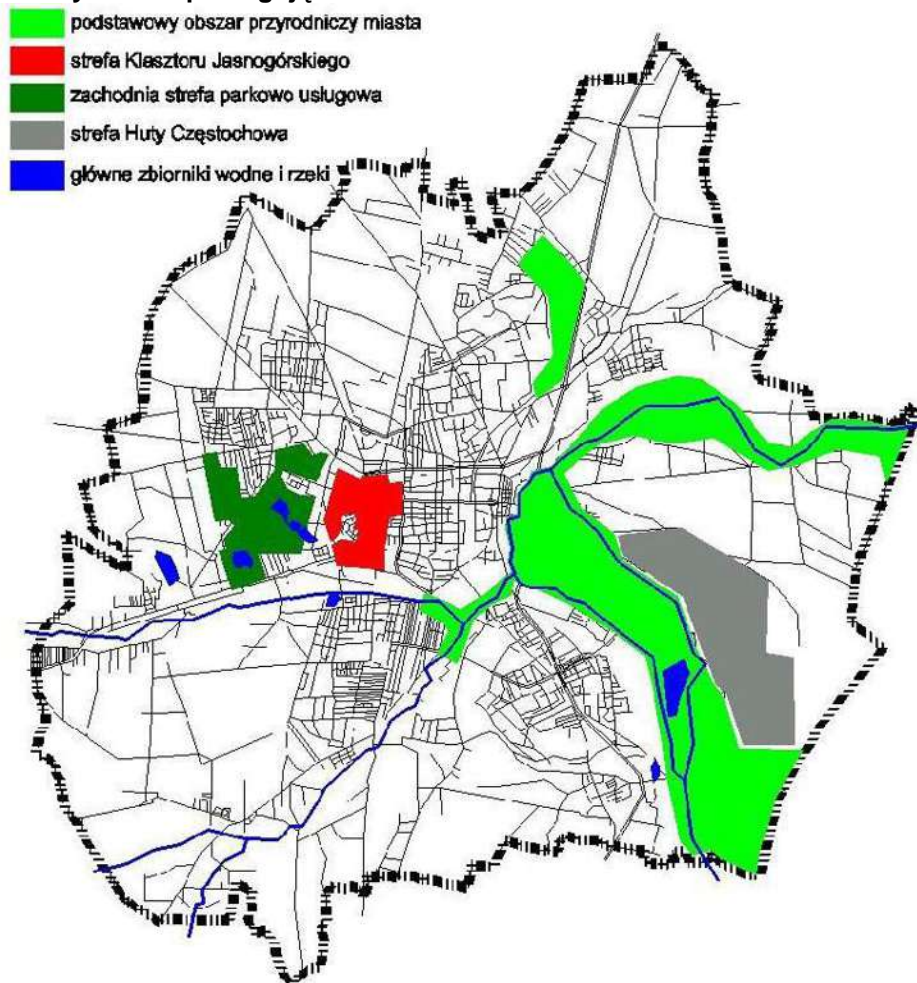 podstawowy obszar przyrodniczy miasta
strefa Klasztoru Jasnogórskiego
zachodnia strefa parkowo usługowa
strefa Huty Częstochowa
główne zbiorniki wodne i rzeki